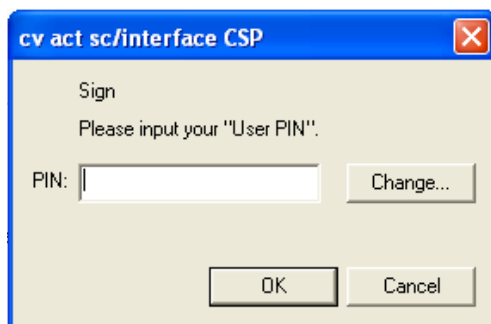 cv act sc/interface CSP
Sign
Please input your "User PIN".
PIN:
Change...
OK
Cancel